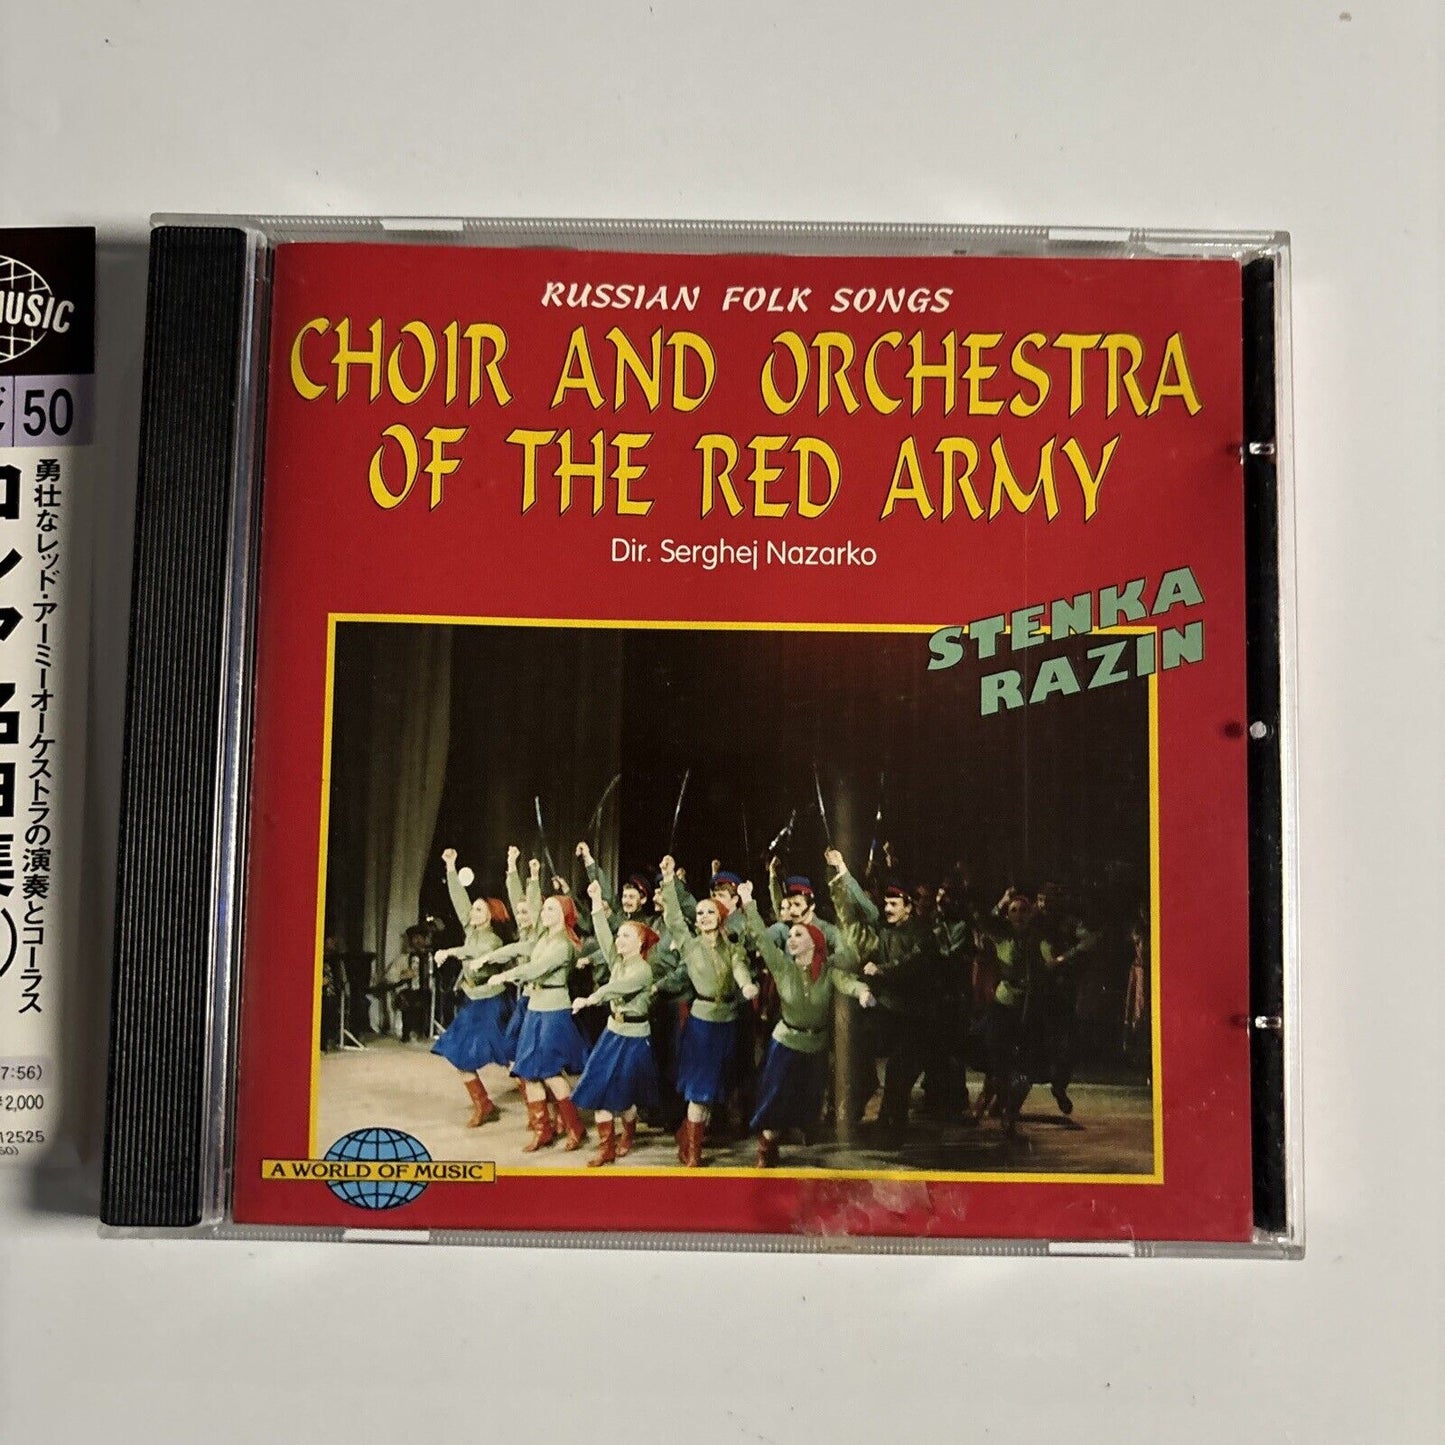 RUSSIAN FOLK SONGS
CHOIR AND ORCHESTRA
OF THE RED ARMY
Dir. Serghej Nazarko
STENKA
RAZIN
A WORLD OF MUSIC
MUSIC
50
勇壮なレッド・アーミーオーケストラの演奏とコーラス
7:56)
¥2,000
12525